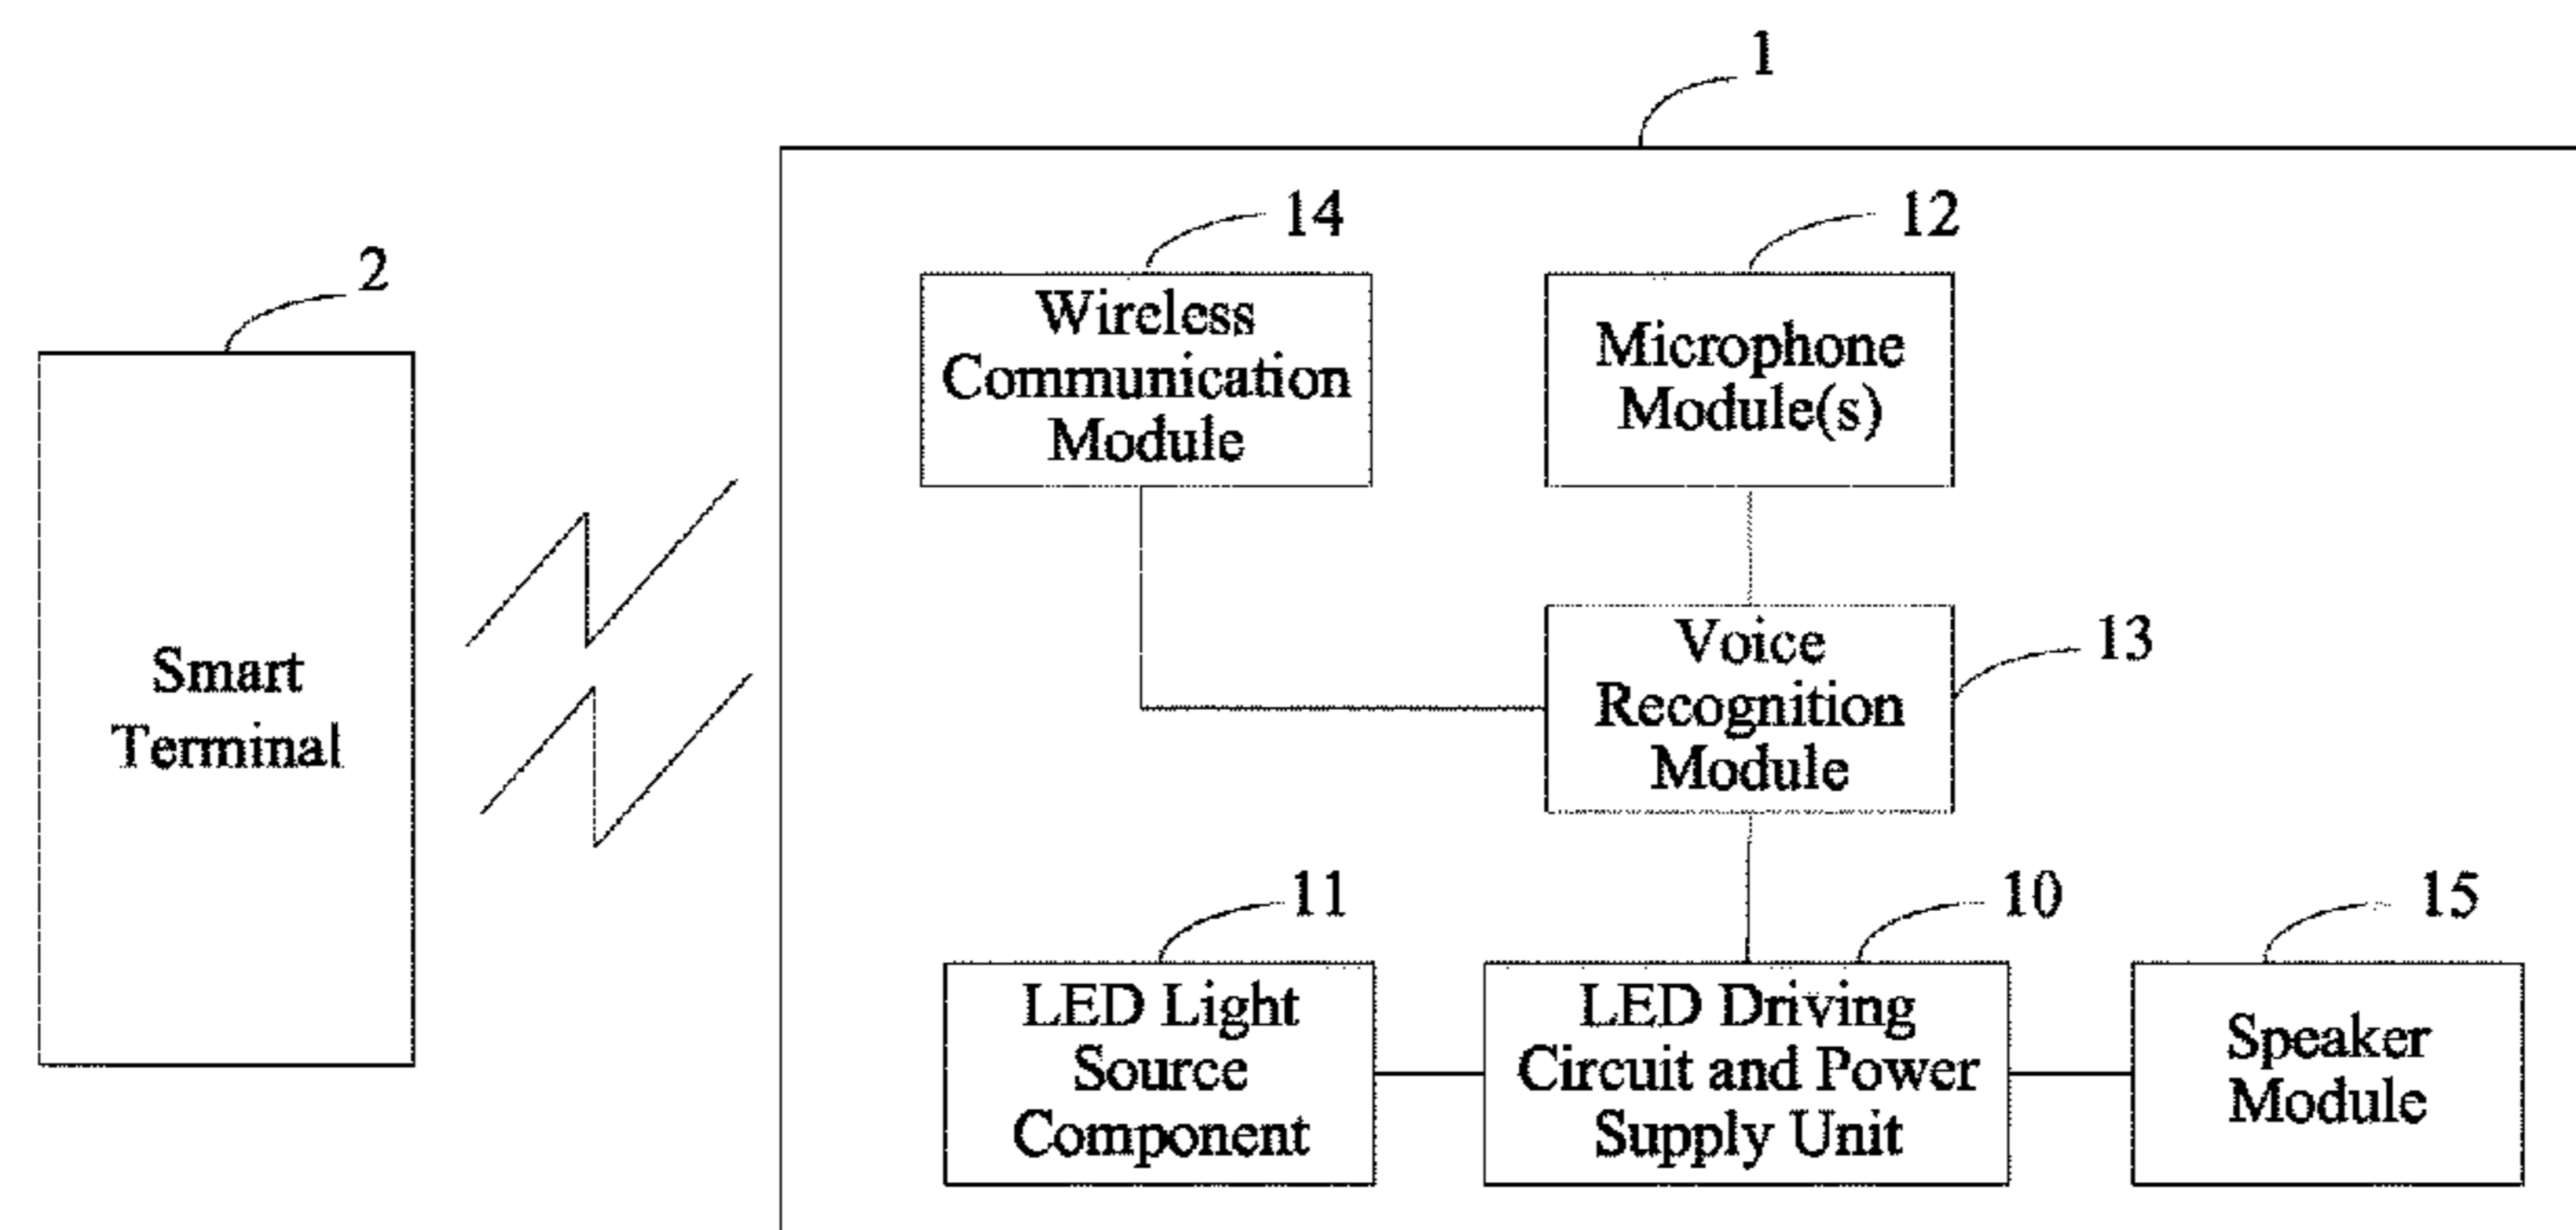 1
14
12
2
Wireless
Communication
Module
Microphone
Module(s)
Smart
Terminal
Voice
Recognition
Module
13
11
10
15
LED Light
Source
Component
LED Driving
Circuit and Power
Supply Unit
Speaker
Module